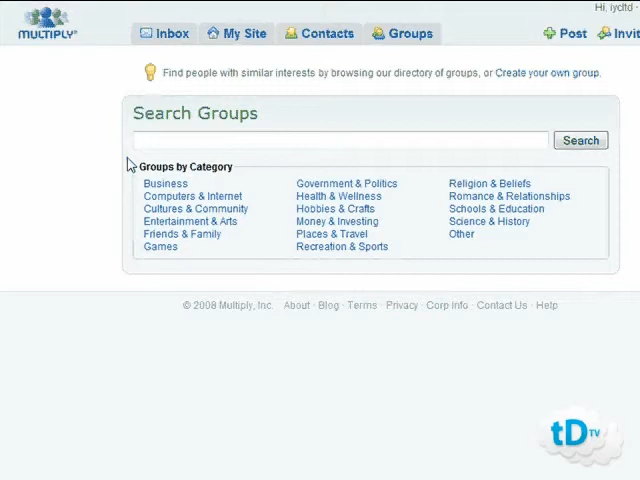 Hi, iycltd
MULTIPLY
Inbox My Site Contacts Groups Post Invit
Find people with similar interests by browsing our directory of groups, or Create your own group.
Search Groups
Search
Groups by Category
Business Government & Politics Religion & Beliefs
Computers & Internet Health & Wellness Romance & Relationships
Cultures & Community Hobbies & Crafts Schools & Education
Entertainment & Arts Money & Investing Science & History
Friends & Family Places & Travel Other
Games Recreation & Sports
© 2008 Multiply, Inc. About · Blog · Terms · Privacy · Corp Info · Contact Us · Help
tD TV